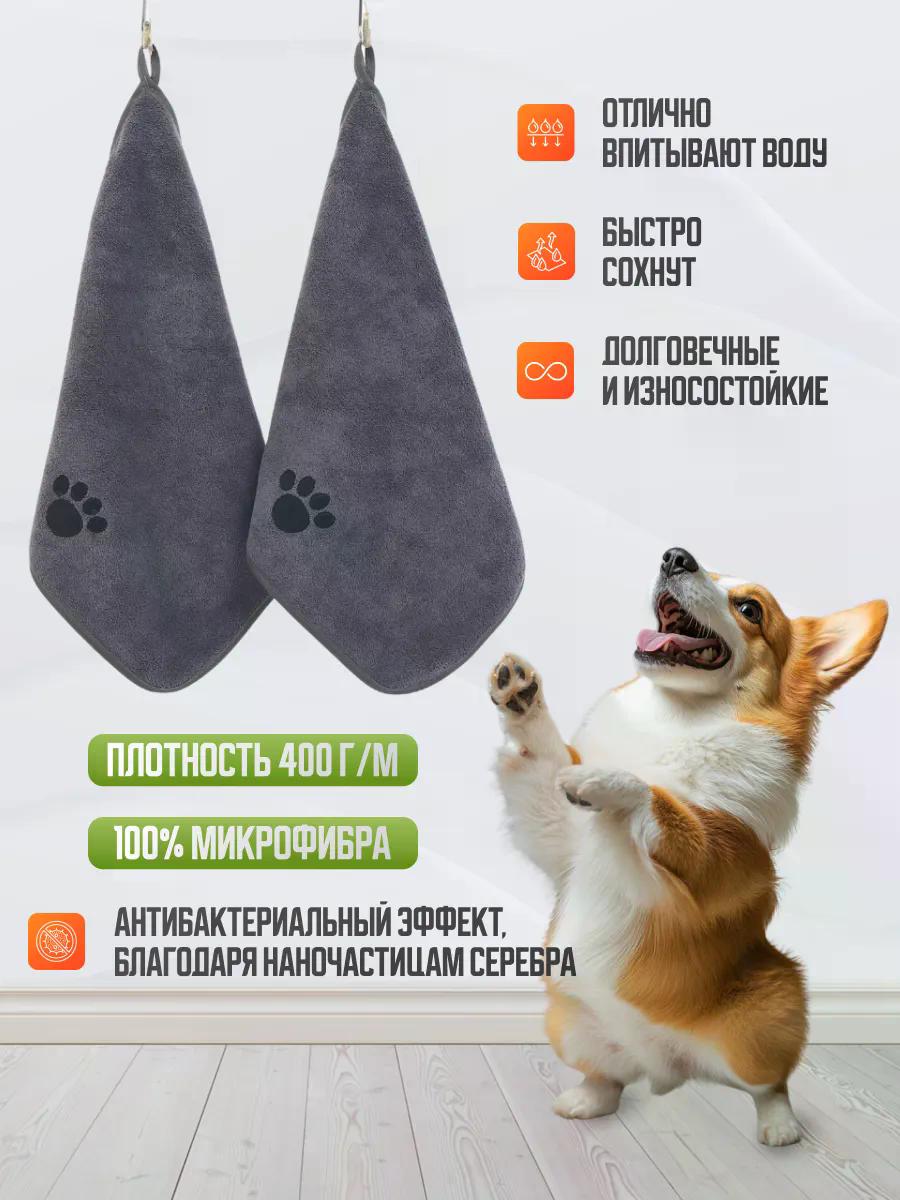 ОТЛИЧНО
ВПИТЫВАЮТ ВОДУ
БЫСТРО
СОХНУТ
ДОЛГОВЕЧНЫЕ
И ИЗНОСОСТОЙКИЕ
ПЛОТНОСТЬ 400 Г/М
100% МИКРОФИБРА
АНТИБАКТЕРИАЛЬНЫЙ ЭФФЕКТ,
БЛАГОДАРЯ НАНОЧАСТИЦАМ СЕРЕБРА